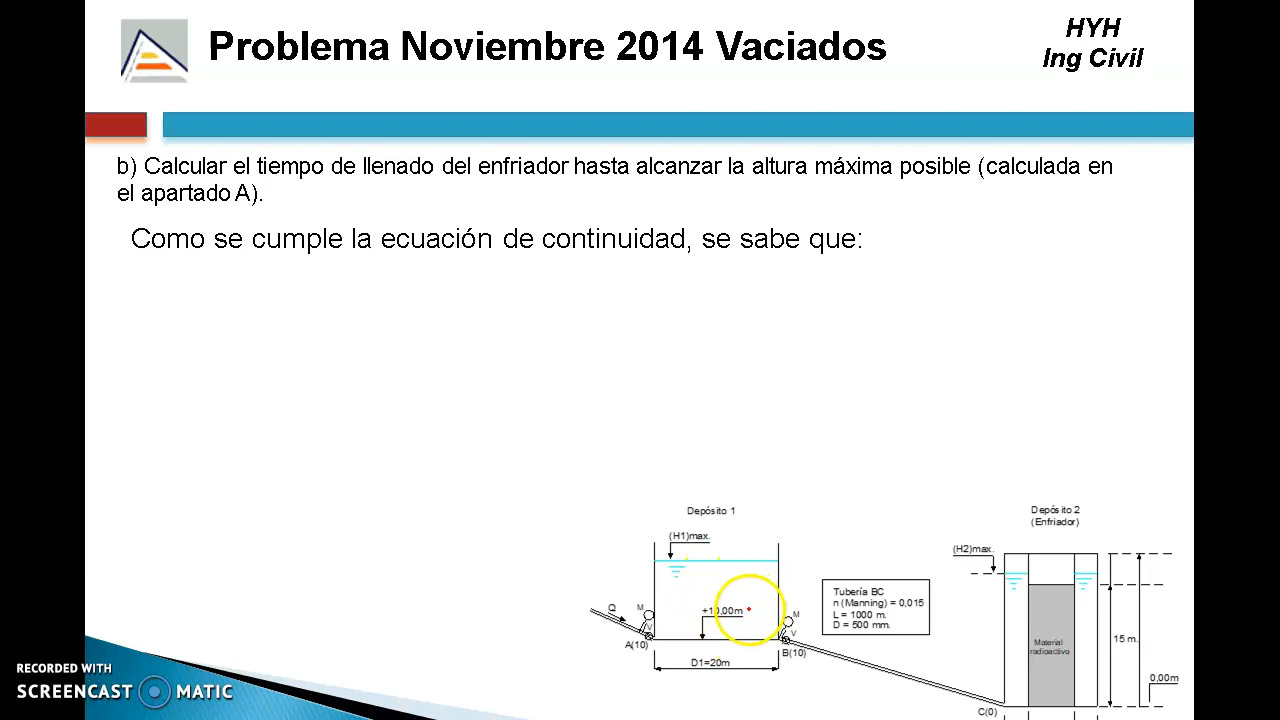 Problema Noviembre 2014 Vaciados
HYH
Ing Civil
b) Calcular el tiempo de llenado del enfriador hasta alcanzar la altura máxima posible (calculada en
el apartado A).
Como se cumple la ecuación de continuidad, se sabe que:
Depósito 1
Depósito 2
(Enfriador)
(H1)max.
(H2)max.
Q
M
V
A(10)
+10,00m
M
V
B(10)
D1=20m
Tubería BC
n (Manning) = 0,015
L = 1000 m.
D = 500 mm.
Material
radioactivo
15 m.
0,00m
C(0)
RECORDED WITH
SCREENCAST MATIC